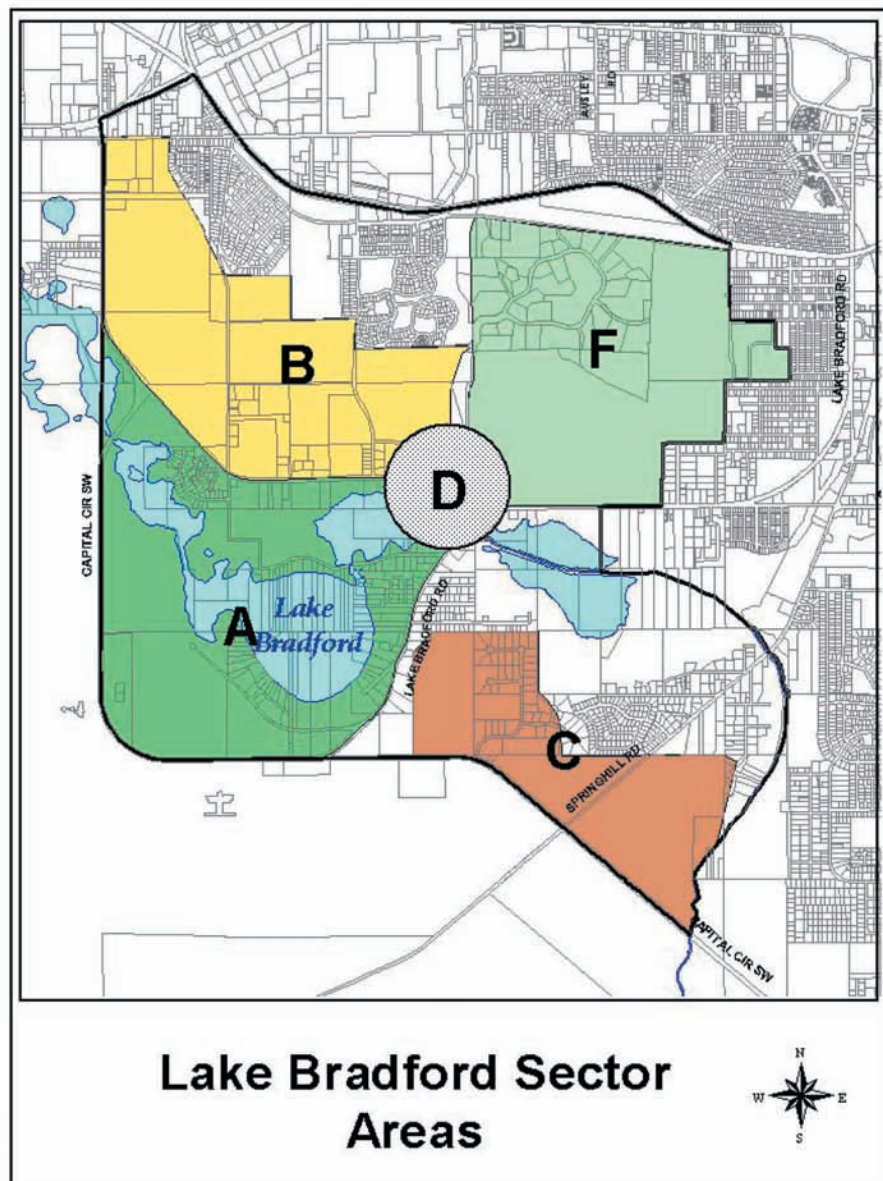 AUSLEY
RD
LAKE BRADFORD RD
F
B
D
CAPITAL CIR SW
A
Lake
Bradford
LAKE BRADFORD RD
C
SPRINGHILL RD
CAPITAL CIR SW
Lake Bradford Sector
Areas
N
W
E
S